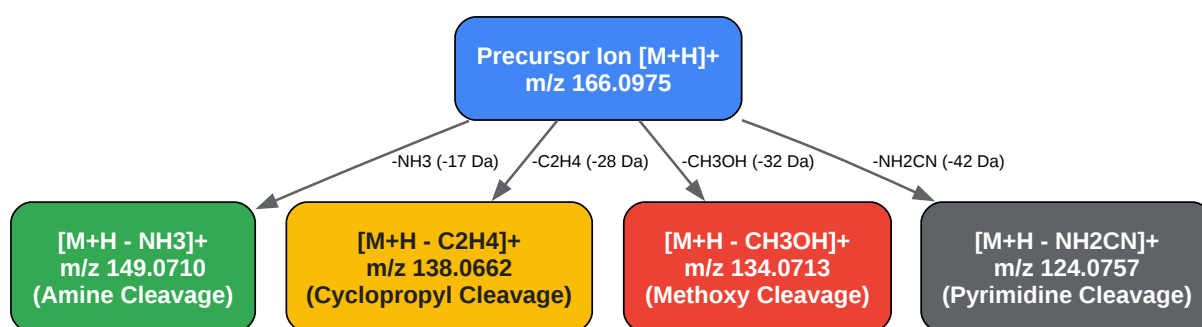 Precursor Ion [M+H]+
m/z 166.0975
-NH3 (-17 Da)
-C2H4 (-28 Da)
-CH3OH (-32 Da)
-NH2CN (-42 Da)
[M+H - NH3]+
m/z 149.0710
(Amine Cleavage)
[M+H - C2H4]+
m/z 138.0662
(Cyclopropyl Cleavage)
[M+H - CH3OH]+
m/z 134.0713
(Methoxy Cleavage)
[M+H - NH2CN]+
m/z 124.0757
(Pyrimidine Cleavage)